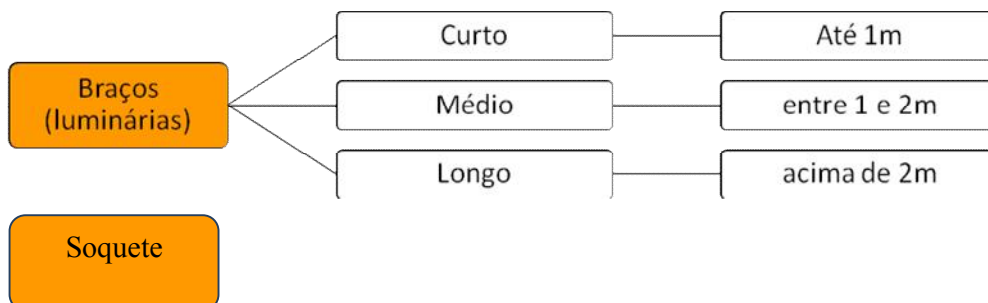 Braços
(luminárias)
Curto
Até 1m
Médio
entre 1 e 2m
Longo
acima de 2m
Soquete